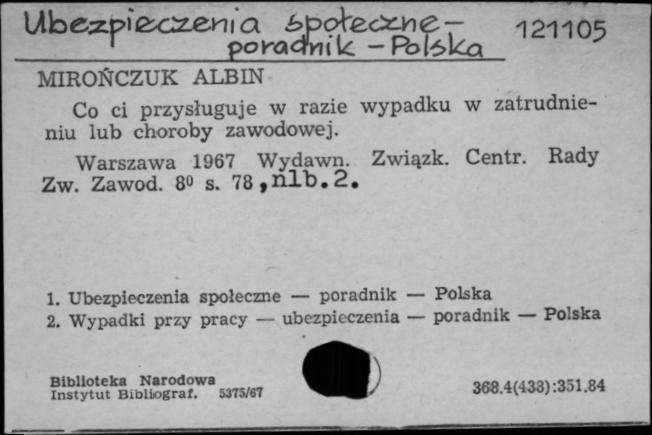 Ubezpieczenia społeczne – 121105
poradnik – Polska
MIROŃCZUK ALBIN
Co ci przysługuje w razie wypadku w zatrudnie-
niu lub choroby zawodowej.
Warszawa 1967 Wydawn. Związk. Centr. Rady
Zw. Zawod. 8⁰ s. 78, nlb. 2.
1. Ubezpieczenia społeczne — poradnik — Polska
2. Wypadki przy pracy — ubezpieczenia — poradnik — Polska
Biblioteka Narodowa
Instytut Bibliograf. 5375/67 368.4(438):351.84